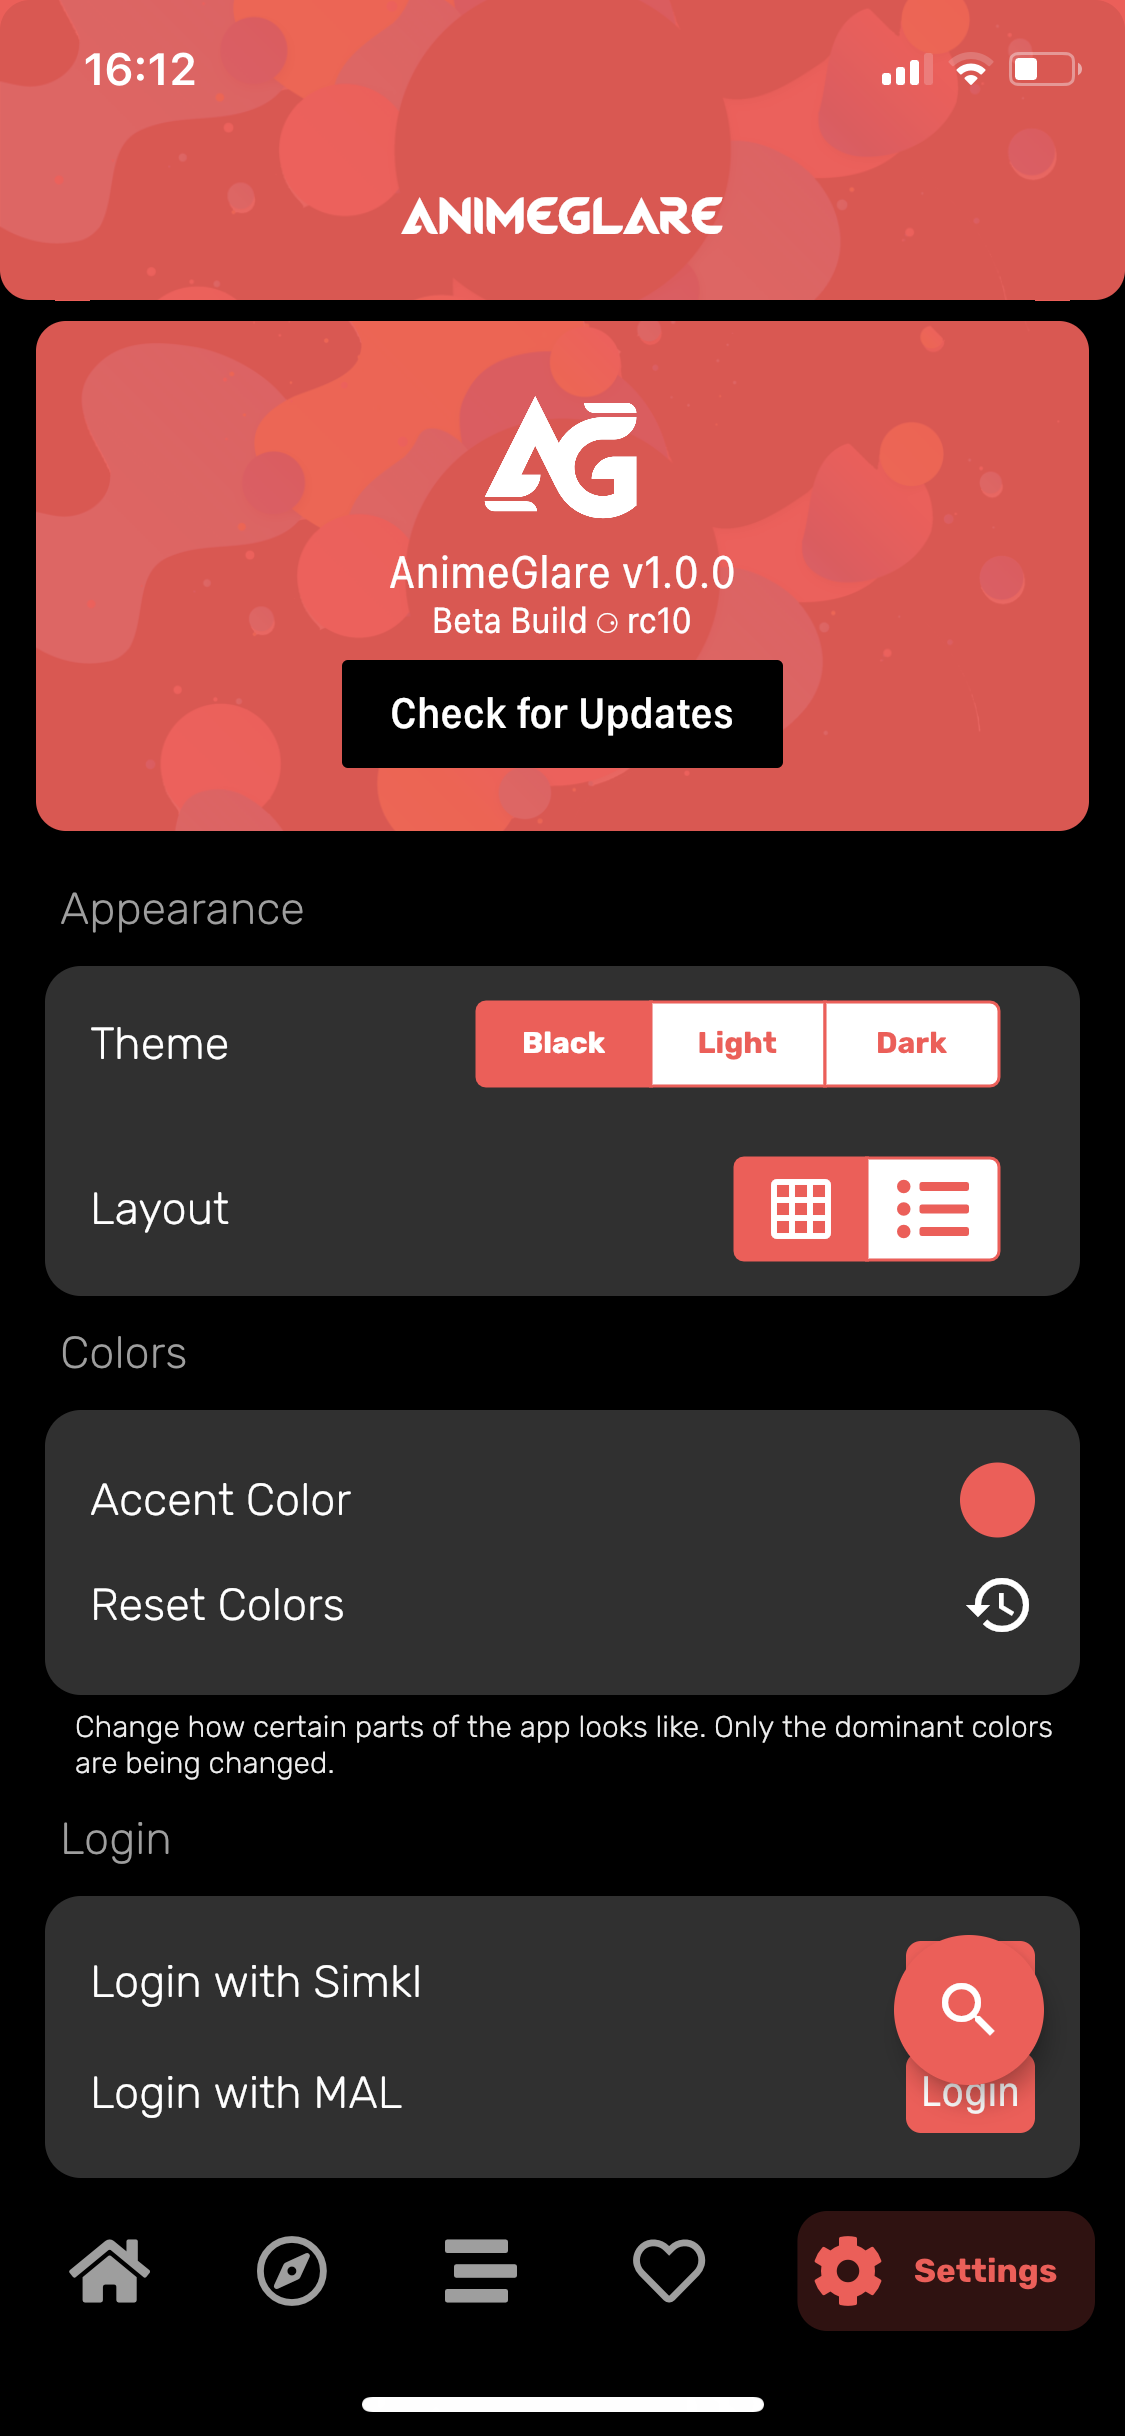 16:12
ANIMEGLARE
AG
AnimeGlare v1.0.0
Beta Build ⚆ rc10
Check for Updates
Appearance
Theme
Black
Light
Dark
Layout
Colors
Accent Color
Reset Colors
Change how certain parts of the app looks like. Only the dominant colors
are being changed.
Login
Login with Simkl
Login with MAL
Login
Settings